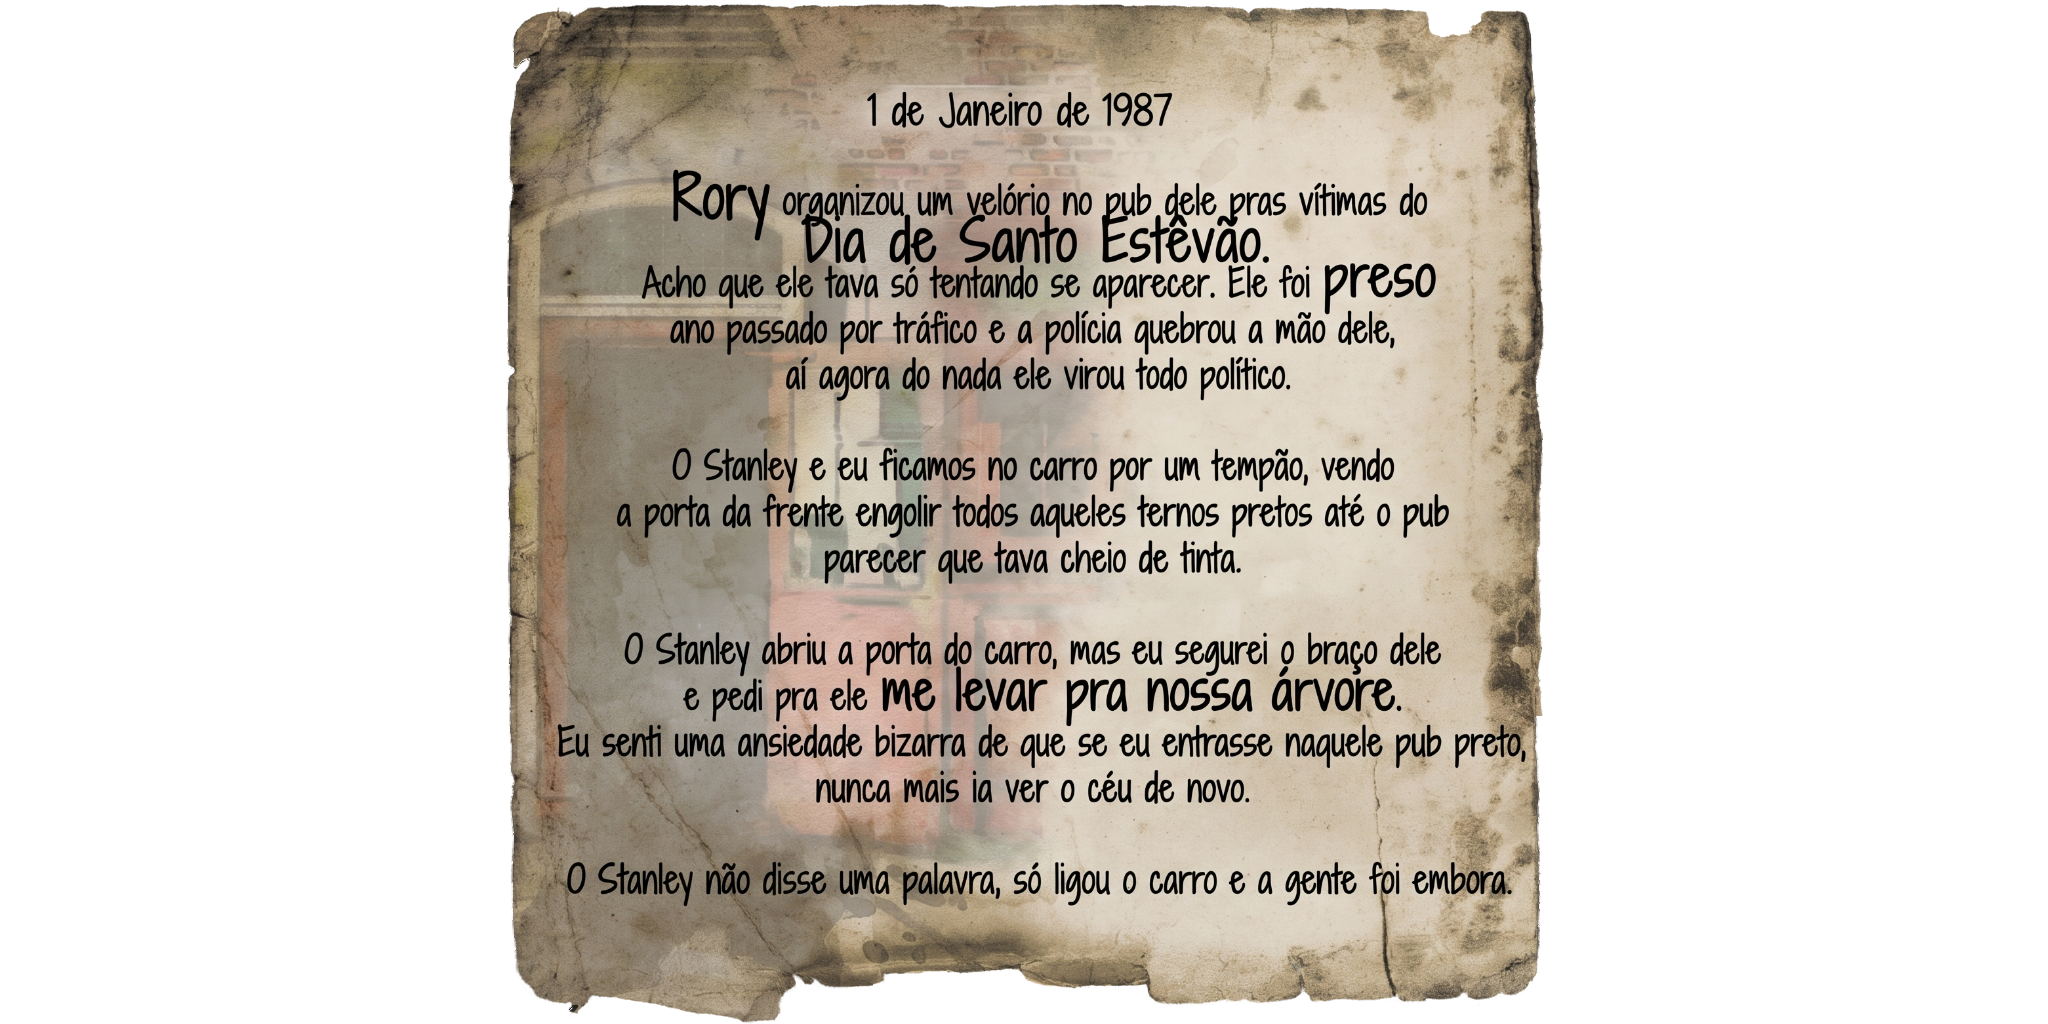 1 de Janeiro de 1987
Rory organizou um velório no pub dele pras vítimas do
Dia de Santo Estêvão.
Acho que ele tava só tentando se aparecer. Ele foi preso
ano passado por tráfico e a polícia quebrou a mão dele,
aí agora do nada ele virou todo político.
O Stanley e eu ficamos no carro por um tempão, vendo
a porta da frente engolir todos aqueles ternos pretos até o pub
parecer que tava cheio de tinta.
O Stanley abriu a porta do carro, mas eu segurei o braço dele
e pedi pra ele me levar pra nossa árvore.
Eu senti uma ansiedade bizarra de que se eu entrasse naquele pub preto,
nunca mais ia ver o céu de novo.
O Stanley não disse uma palavra, só ligou o carro e a gente foi embora.